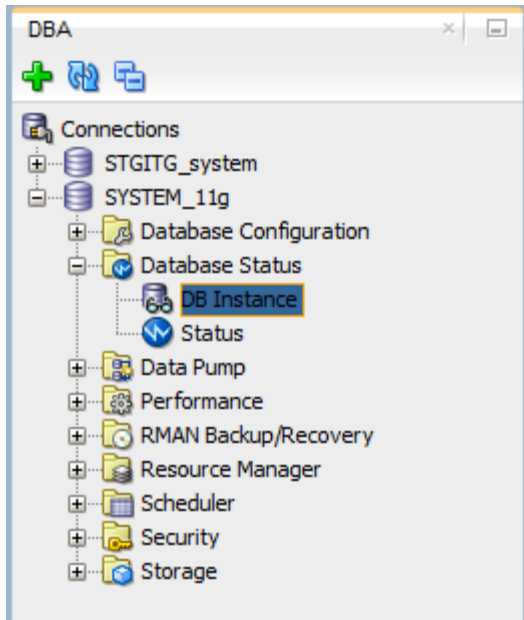 DBA
Connections
STGITG_system
SYSTEM_11g
Database Configuration
Database Status
DB Instance
Status
Data Pump
Performance
RMAN Backup/Recovery
Resource Manager
Scheduler
Security
Storage